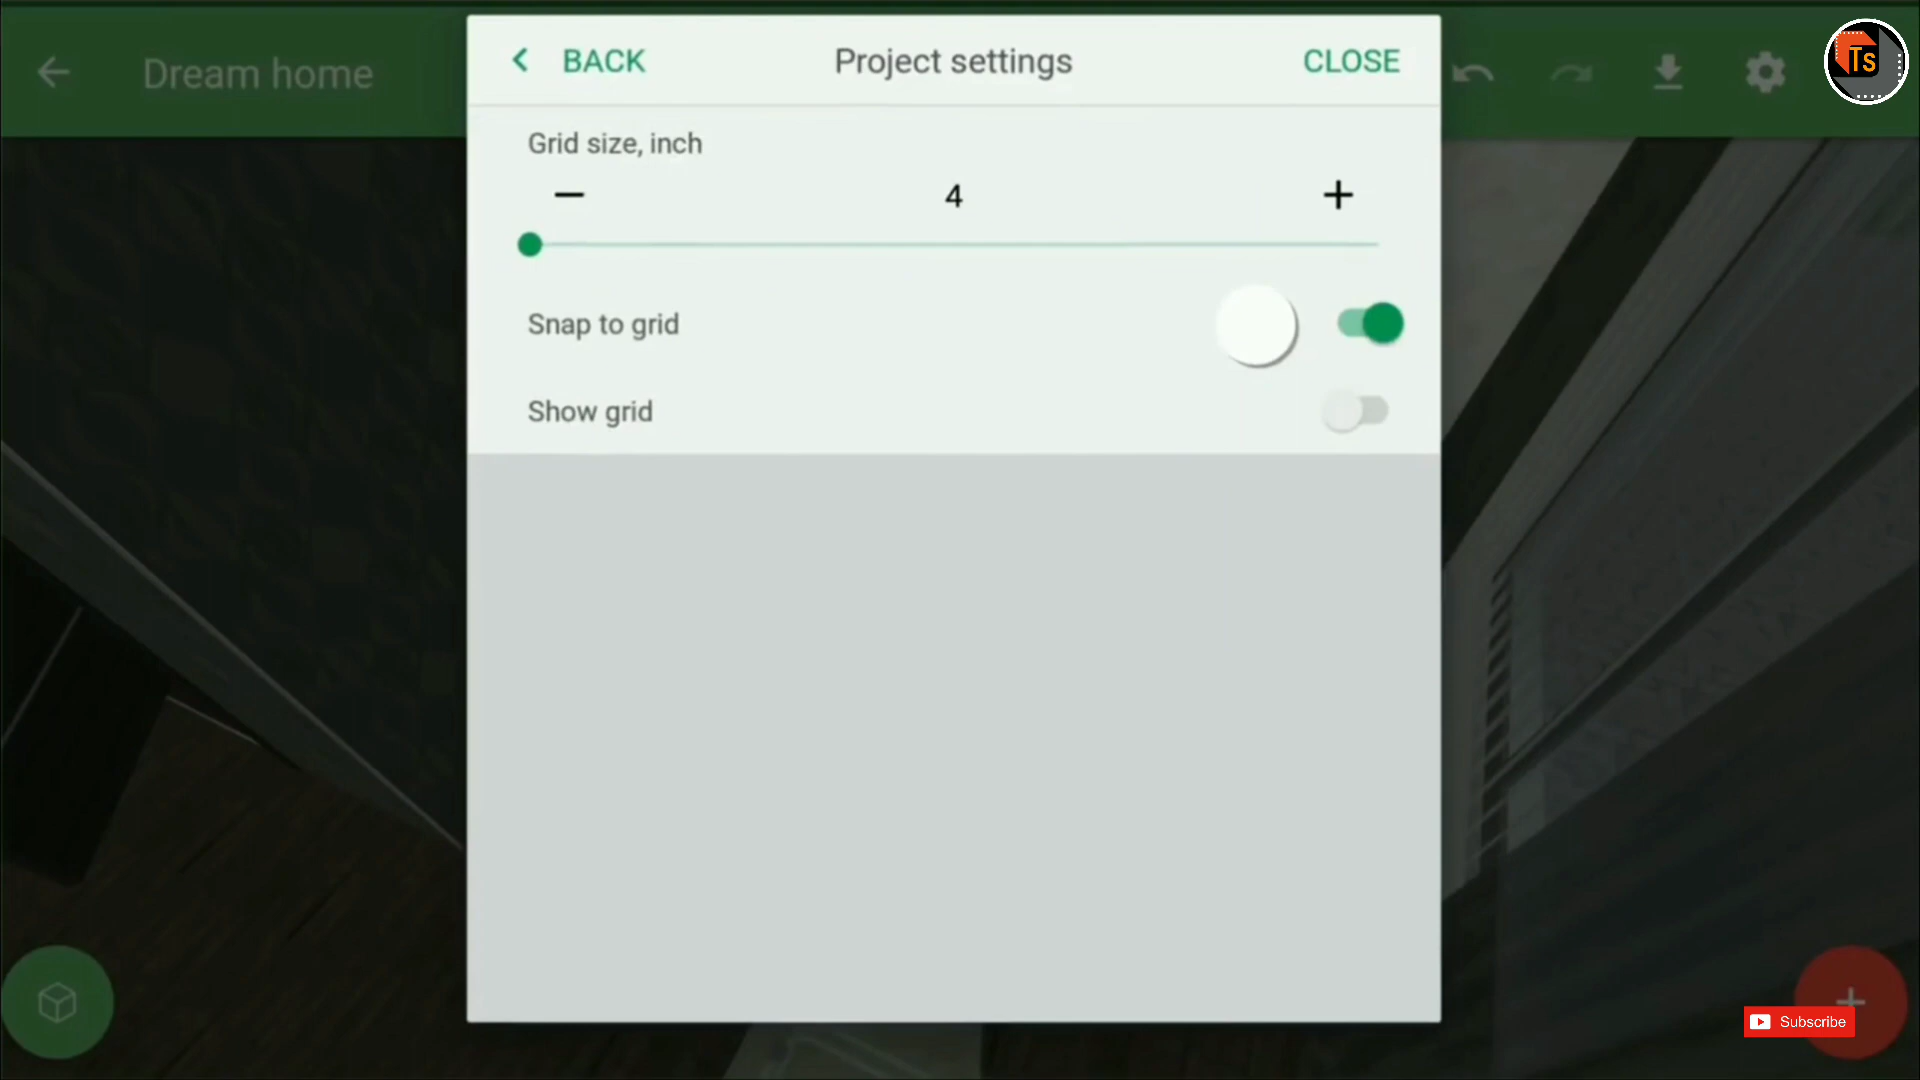 Dream home
BACK
Project settings
CLOSE
Ts
Grid size, inch
4
Snap to grid
Show grid
Subscribe